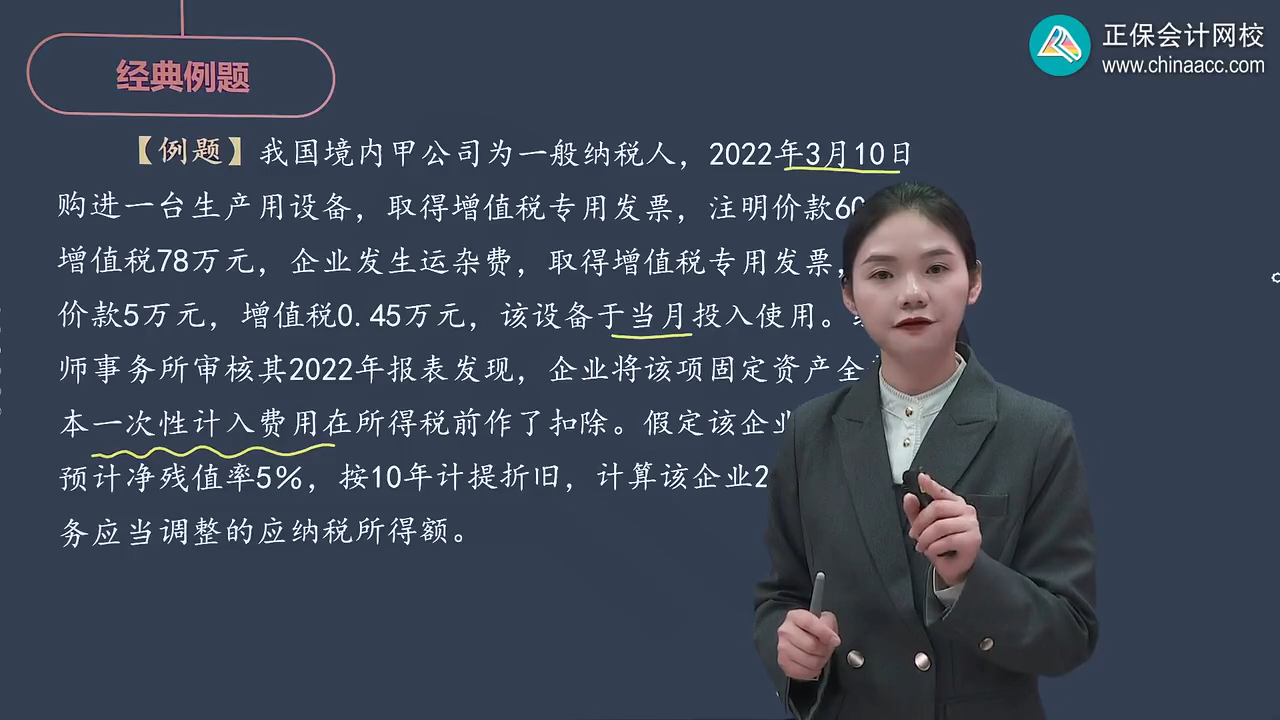 经典例题
正保会计网校
www.chinaacc.com
【例题】我国境内甲公司为一般纳税人，2022年3月10日
购进一台生产用设备，取得增值税专用发票，注明价款60
增值税78万元，企业发生运杂费，取得增值税专用发票，
价款5万元，增值税0.45万元，该设备于当月投入使用。
师事务所审核其2022年报表发现，企业将该项固定资产全
本一次性计入费用在所得税前作了扣除。假定该企业
预计净残值率5%，按10年计提折旧，计算该企业2
务应当调整的应纳税所得额。